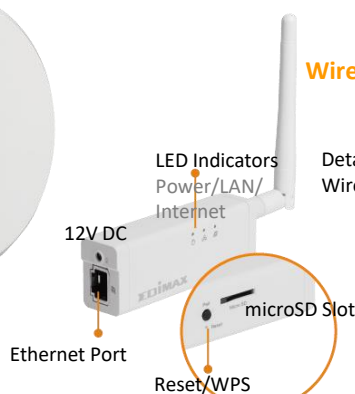 Wire
LED Indicators
Power/LAN/
Internet
Deta
Wire
12V DC
EDIMAX
microSD Slot
Ethernet Port
Reset/WPS